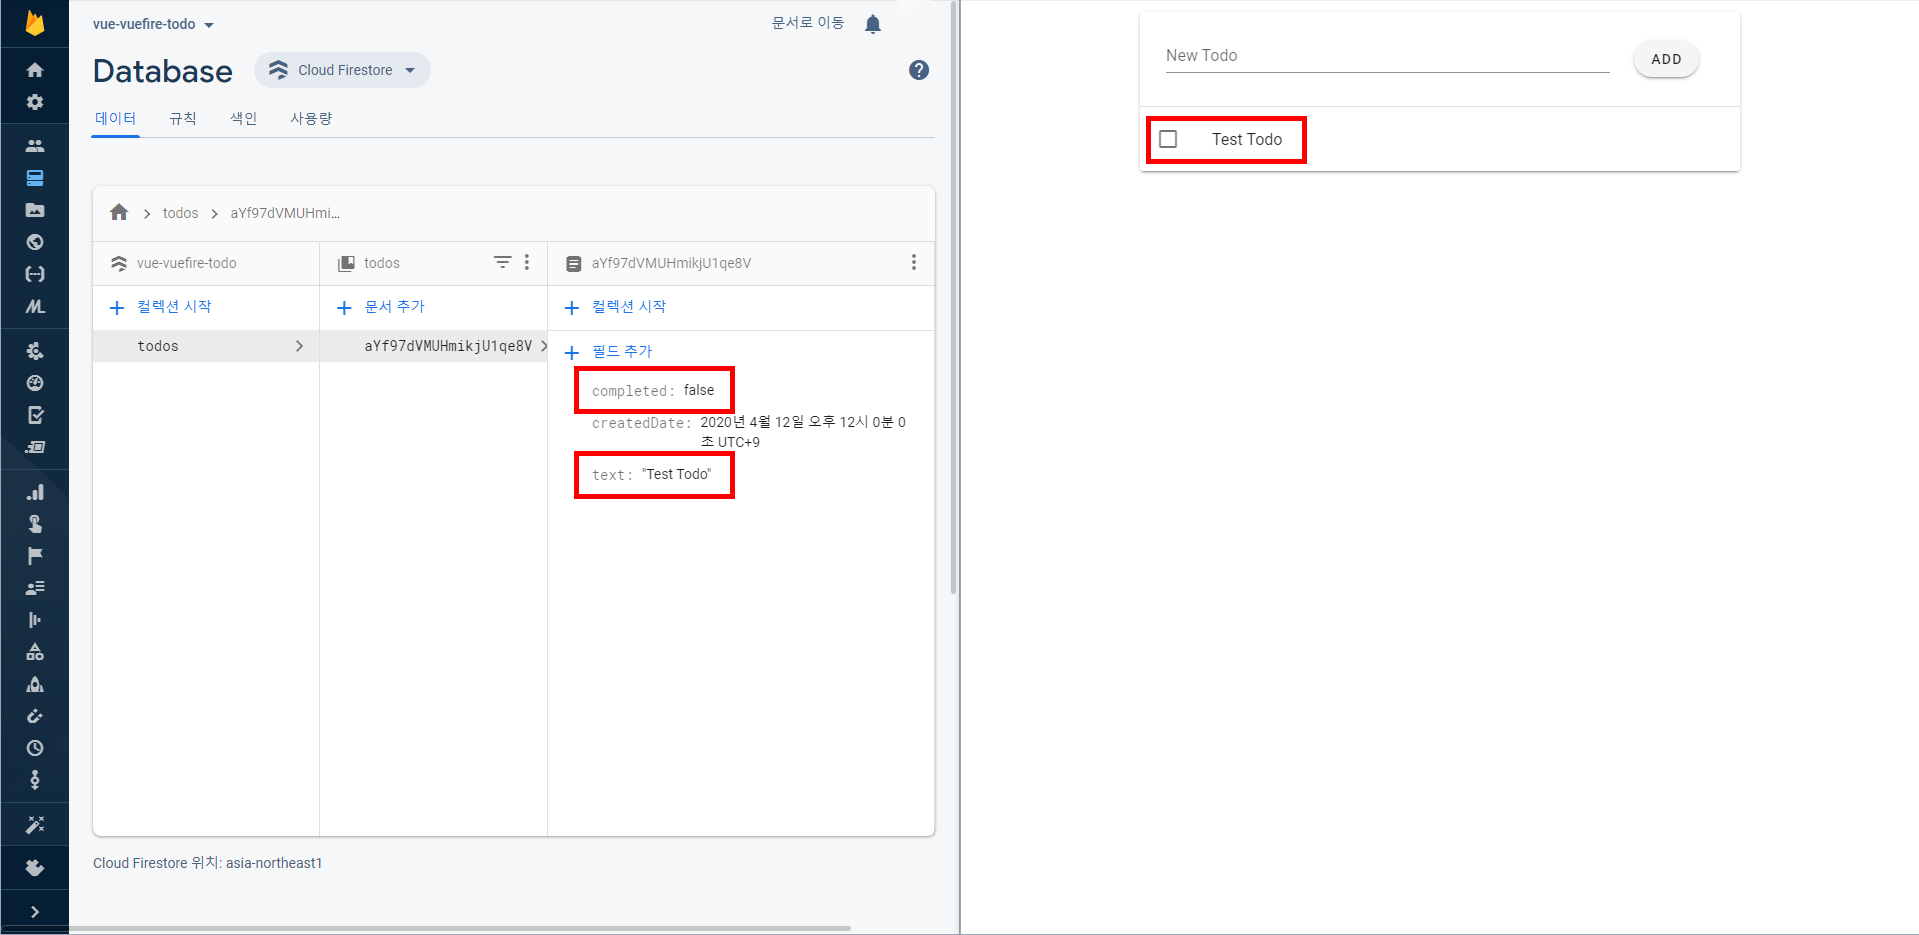 vue-vuefire-todo
문서로 이동
Database
Cloud Firestore
데이터
규칙
색인
사용량
todos
aYf97dVMUHmi...
vue-vuefire-todo
todos
aYf97dVMUHmikjU1qe8V
컬렉션 시작
문서 추가
컬렉션 시작
todos
aYf97dVMUHmikjU1qe8V
필드 추가
completed: false
createdDate: 2020년 4월 12일 오후 12시 0분 0
초 UTC+9
text: "Test Todo"
Cloud Firestore 위치: asia-northeast1
New Todo
ADD
Test Todo